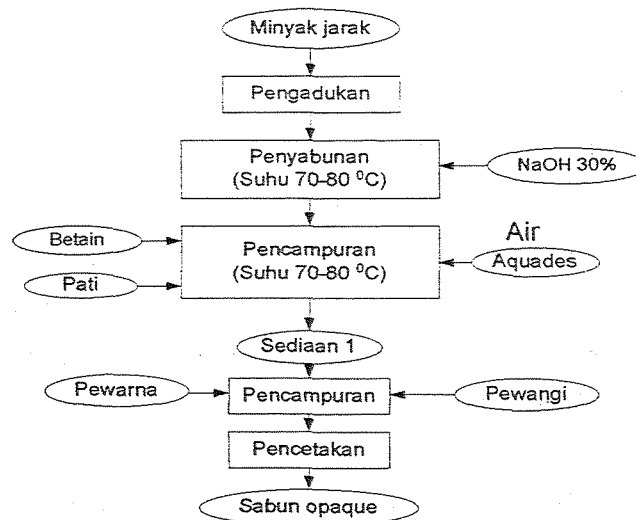 Minyak jarak
Pengadukan
Penyabunan
(Suhu 70-80 ⁰C)
NaOH 30%
Betain
Pati
Pencampuran
(Suhu 70-80 ⁰C)
Air
Aquades
Sediaan 1
Pewarna
Pencampuran
Pewangi
Pencetakan
Sabun opaque